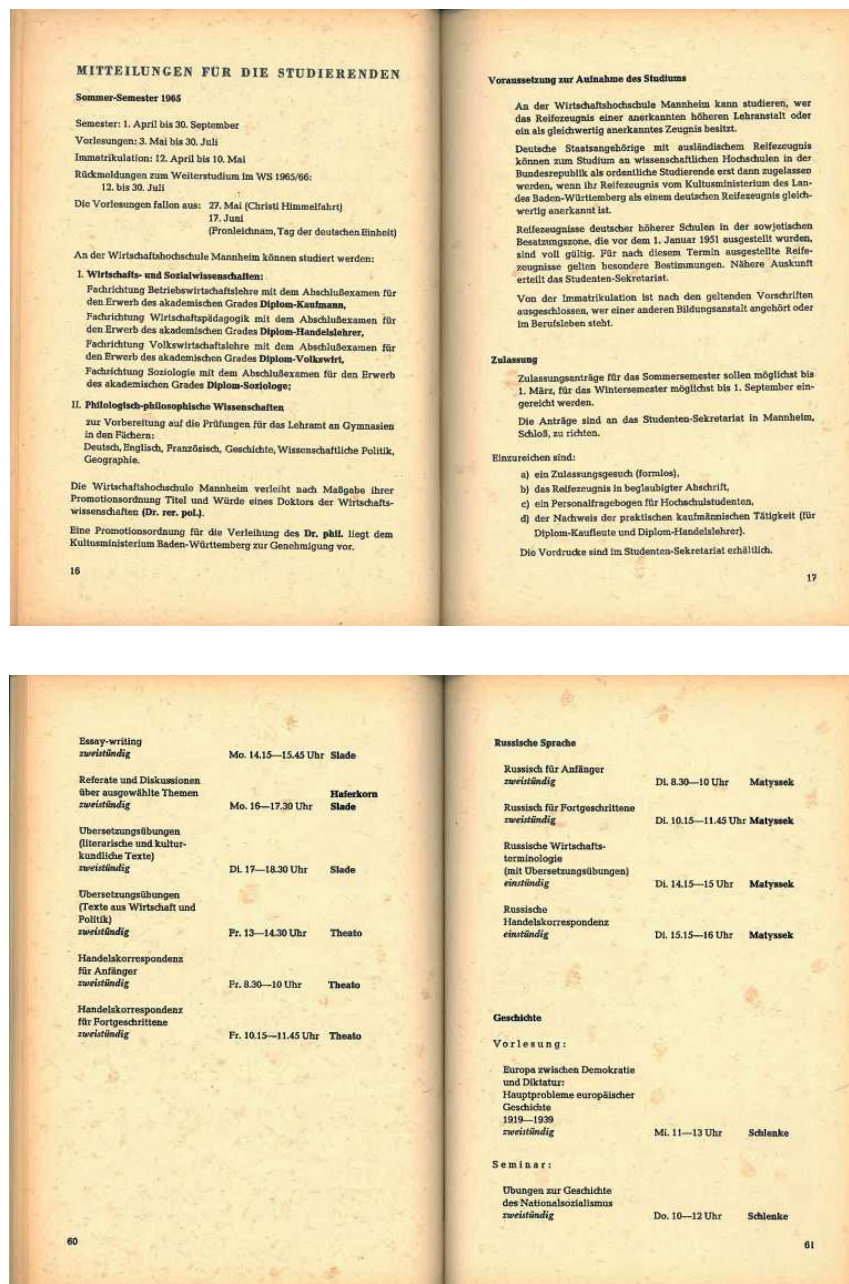 MITTEILUNGEN FÜR DIE STUDIERENDEN
Sommer-Semester 1965
Semester: 1. April bis 30. September
Vorlesungen: 3. Mai bis 30. Juli
Immatrikulation: 12. April bis 10. Mai
Rückmeldungen zum Weiterstudium im WS 1965/66:
12. bis 30. Juli
Die Vorlesungen fallen aus: 27. Mai (Christi Himmelfahrt)
17. Juni
(Fronleichnam, Tag der deutschen Einheit)
An der Wirtschaftshochschule Mannheim können studiert werden:
I. Wirtschafts- und Sozialwissenschaften:
Fachrichtung Betriebswirtschaftslehre mit dem Abschlußexamen für
den Erwerb des akademischen Grades Diplom-Kaufmann,
Fachrichtung Wirtschaftspädagogik mit dem Abschlußexamen für
den Erwerb des akademischen Grades Diplom-Handelslehrer,
Fachrichtung Volkswirtschaftslehre mit dem Abschlußexamen für
den Erwerb des akademischen Grades Diplom-Volkswirt,
Fachrichtung Soziologie mit dem Abschlußexamen für den Erwerb
des akademischen Grades Diplom-Soziologe;
II. Philologisch-philosophische Wissenschaften
zur Vorbereitung auf die Prüfungen für das Lehramt an Gymnasien
in den Fächern:
Deutsch, Englisch, Französisch, Geschichte, Wissenschaftliche Politik,
Geographie.
Die Wirtschaftshochschule Mannheim verleiht nach Maßgabe ihrer
Promotionsordnung Titel und Würde eines Doktors der Wirtschafts-
wissenschaften (Dr. rer. pol.).
Eine Promotionsordnung für die Verleihung des Dr. phil. liegt dem
Kultusministerium Baden-Württemberg zur Genehmigung vor.
16
Voraussetzung zur Aufnahme des Studiums
An der Wirtschaftshochschule Mannheim kann studieren, wer
das Reifezeugnis einer anerkannten höheren Lehranstalt oder
ein als gleichwertig anerkanntes Zeugnis besitzt.
Deutsche Staatsangehörige mit ausländischem Reifezeugnis
können zum Studium an wissenschaftlichen Hochschulen in der
Bundesrepublik als ordentliche Studierende erst dann zugelassen
werden, wenn ihr Reifezeugnis vom Kultusministerium des Lan-
des Baden-Württemberg als einem deutschen Reifezeugnis gleich-
wertig anerkannt ist.
Reifezeugnisse deutscher höherer Schulen in der sowjetischen
Besatzungszone, die vor dem 1. Januar 1951 ausgestellt wurden,
sind voll gültig. Für nach diesem Termin ausgestellte Reife-
zeugnisse gelten besondere Bestimmungen. Nähere Auskunft
erteilt das Studenten-Sekretariat.
Von der Immatrikulation ist nach den geltenden Vorschriften
ausgeschlossen, wer einer anderen Bildungsanstalt angehört oder
im Berufsleben steht.
Zulassung
Zulassungsanträge für das Sommersemester sollen möglichst bis
1. März, für das Wintersemester möglichst bis 1. September ein-
gereicht werden.
Die Anträge sind an das Studenten-Sekretariat in Mannheim,
Schloß, zu richten.
Einzureichen sind:
a) ein Zulassungsgesuch (formlos),
b) das Reifezeugnis in beglaubigter Abschrift,
c) ein Personalfragebogen für Hochschulstudenten,
d) der Nachweis der praktischen kaufmännischen Tätigkeit (für
Diplom-Kaufleute und Diplom-Handelslehrer).
Die Vordrucke sind im Studenten-Sekretariat erhältlich.
17
Essay-writing
zweistündig Mo. 14.15—15.45 Uhr Slade
Referate und Diskussionen
über ausgewählte Themen Haferkorn
zweistündig Mo. 16—17.30 Uhr Slade
Übersetzungsübungen
(literarische und kultur-
kundliche Texte)
zweistündig Di. 17—18.30 Uhr Slade
Übersetzungsübungen
(Texte aus Wirtschaft und
Politik)
zweistündig Fr. 13—14.30 Uhr Theato
Handelskorrespondenz
für Anfänger
zweistündig Fr. 8.30—10 Uhr Theato
Handelskorrespondenz
für Fortgeschrittene
zweistündig Fr. 10.15—11.45 Uhr Theato
60
Russische Sprache
Russisch für Anfänger
zweistündig Di. 8.30—10 Uhr Matyssek
Russisch für Fortgeschrittene
zweistündig Di. 10.15—11.45 Uhr Matyssek
Russische Wirtschafts-
terminologie
(mit Übersetzungsübungen)
einstündig Di. 14.15—15 Uhr Matyssek
Russische
Handelskorrespondenz
einstündig Di. 15.15—16 Uhr Matyssek
Geschichte
Vorlesung:
Europa zwischen Demokratie
und Diktatur:
Hauptprobleme europäischer
Geschichte
1919—1939
zweistündig Mi. 11—13 Uhr Schlenke
Seminar:
Übungen zur Geschichte
des Nationalsozialismus
zweistündig Do. 10—12 Uhr Schlenke
61